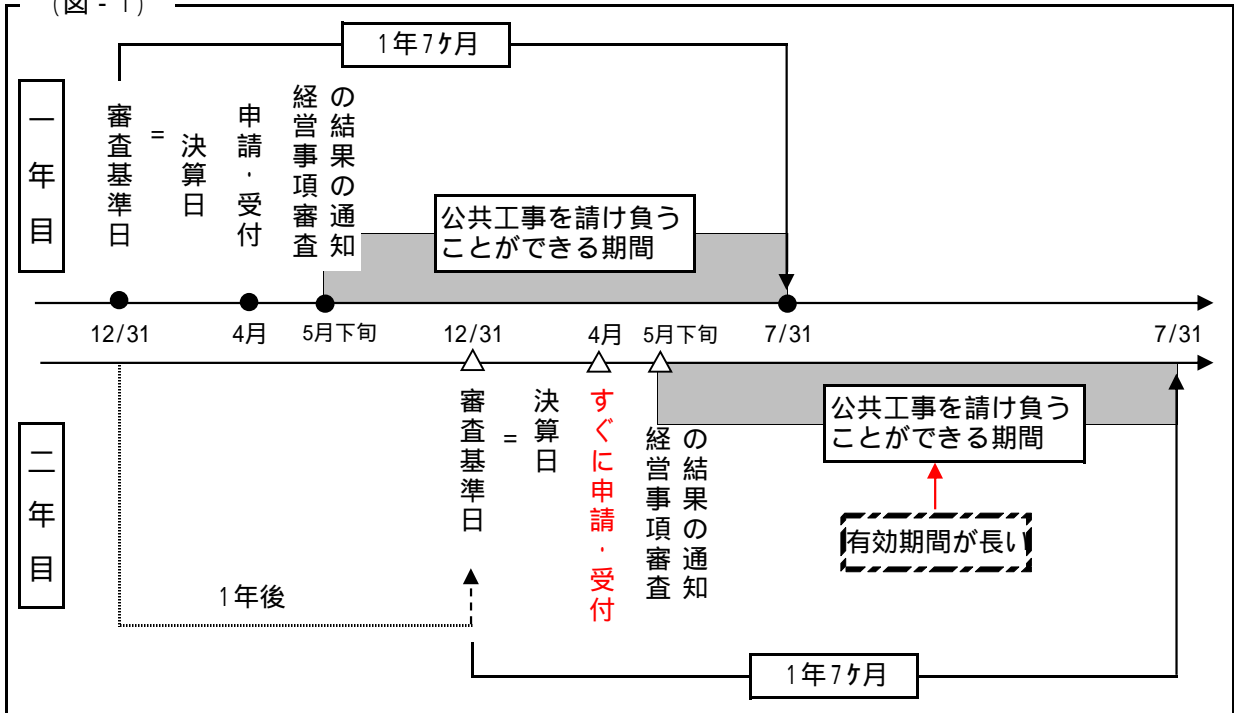 （図-1）
1年7ヶ月
一年目
審査基準日
=
決算日
申請・受付
経営事項審査
の結果の通知
公共工事を請け負う
ことができる期間
12/31
4月
5月下旬
12/31
4月
5月下旬
7/31
7/31
二年目
審査基準日
=
決算日
すぐに申請・受付
経営事項審査
の結果の通知
公共工事を請け負う
ことができる期間
有効期間が長い
1年後
1年7ヶ月